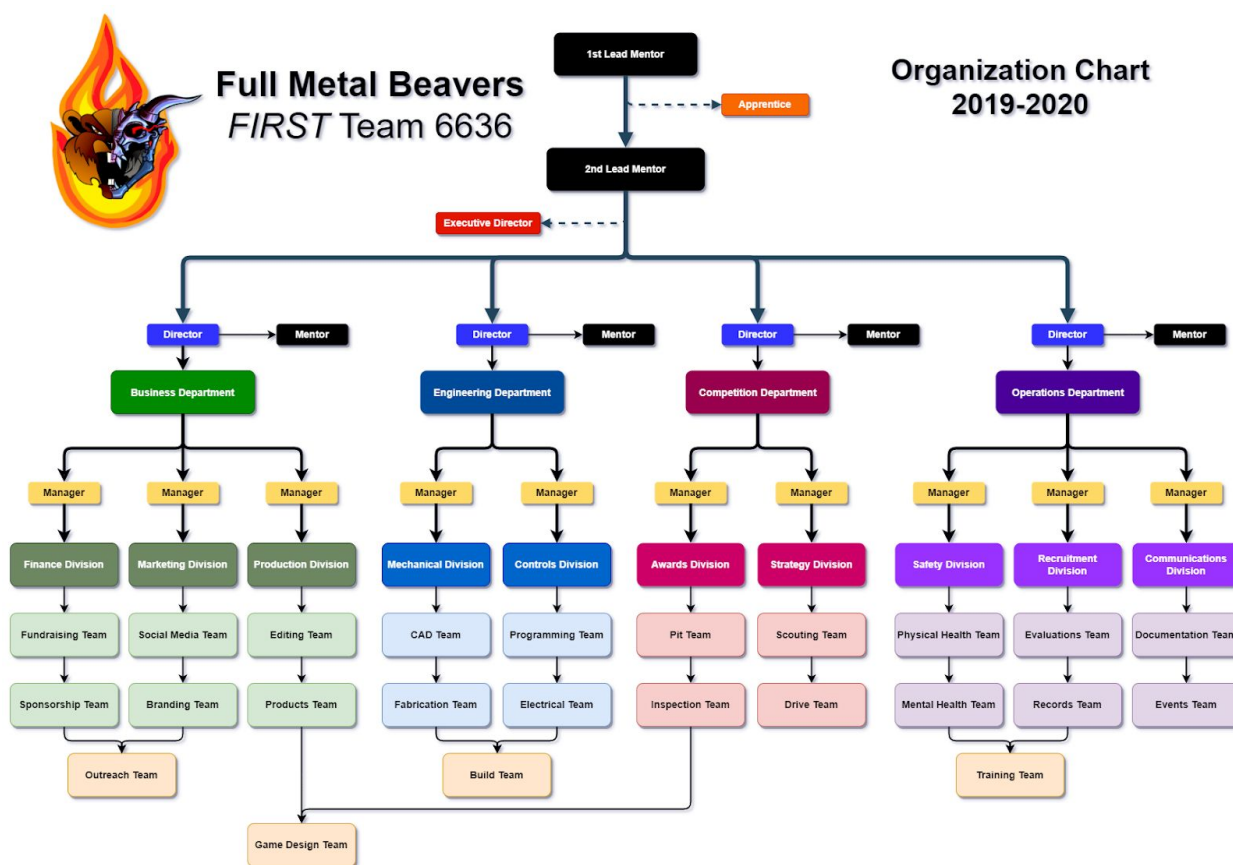 Full Metal Beavers
FIRST Team 6636
Organization Chart
2019-2020
1st Lead Mentor
Apprentice
2nd Lead Mentor
Executive Director
Director
Mentor
Director
Mentor
Director
Mentor
Director
Mentor
Business Department
Engineering Department
Competition Department
Operations Department
Manager
Manager
Manager
Manager
Manager
Manager
Manager
Manager
Manager
Manager
Finance Division
Marketing Division
Production Division
Mechanical Division
Controls Division
Awards Division
Strategy Division
Safety Division
Recruitment
Division
Communications
Division
Fundraising Team
Social Media Team
Editing Team
CAD Team
Programming Team
Pit Team
Scouting Team
Physical Health Team
Evaluations Team
Documentation Team
Sponsorship Team
Branding Team
Products Team
Fabrication Team
Electrical Team
Inspection Team
Drive Team
Mental Health Team
Records Team
Events Team
Outreach Team
Build Team
Training Team
Game Design Team